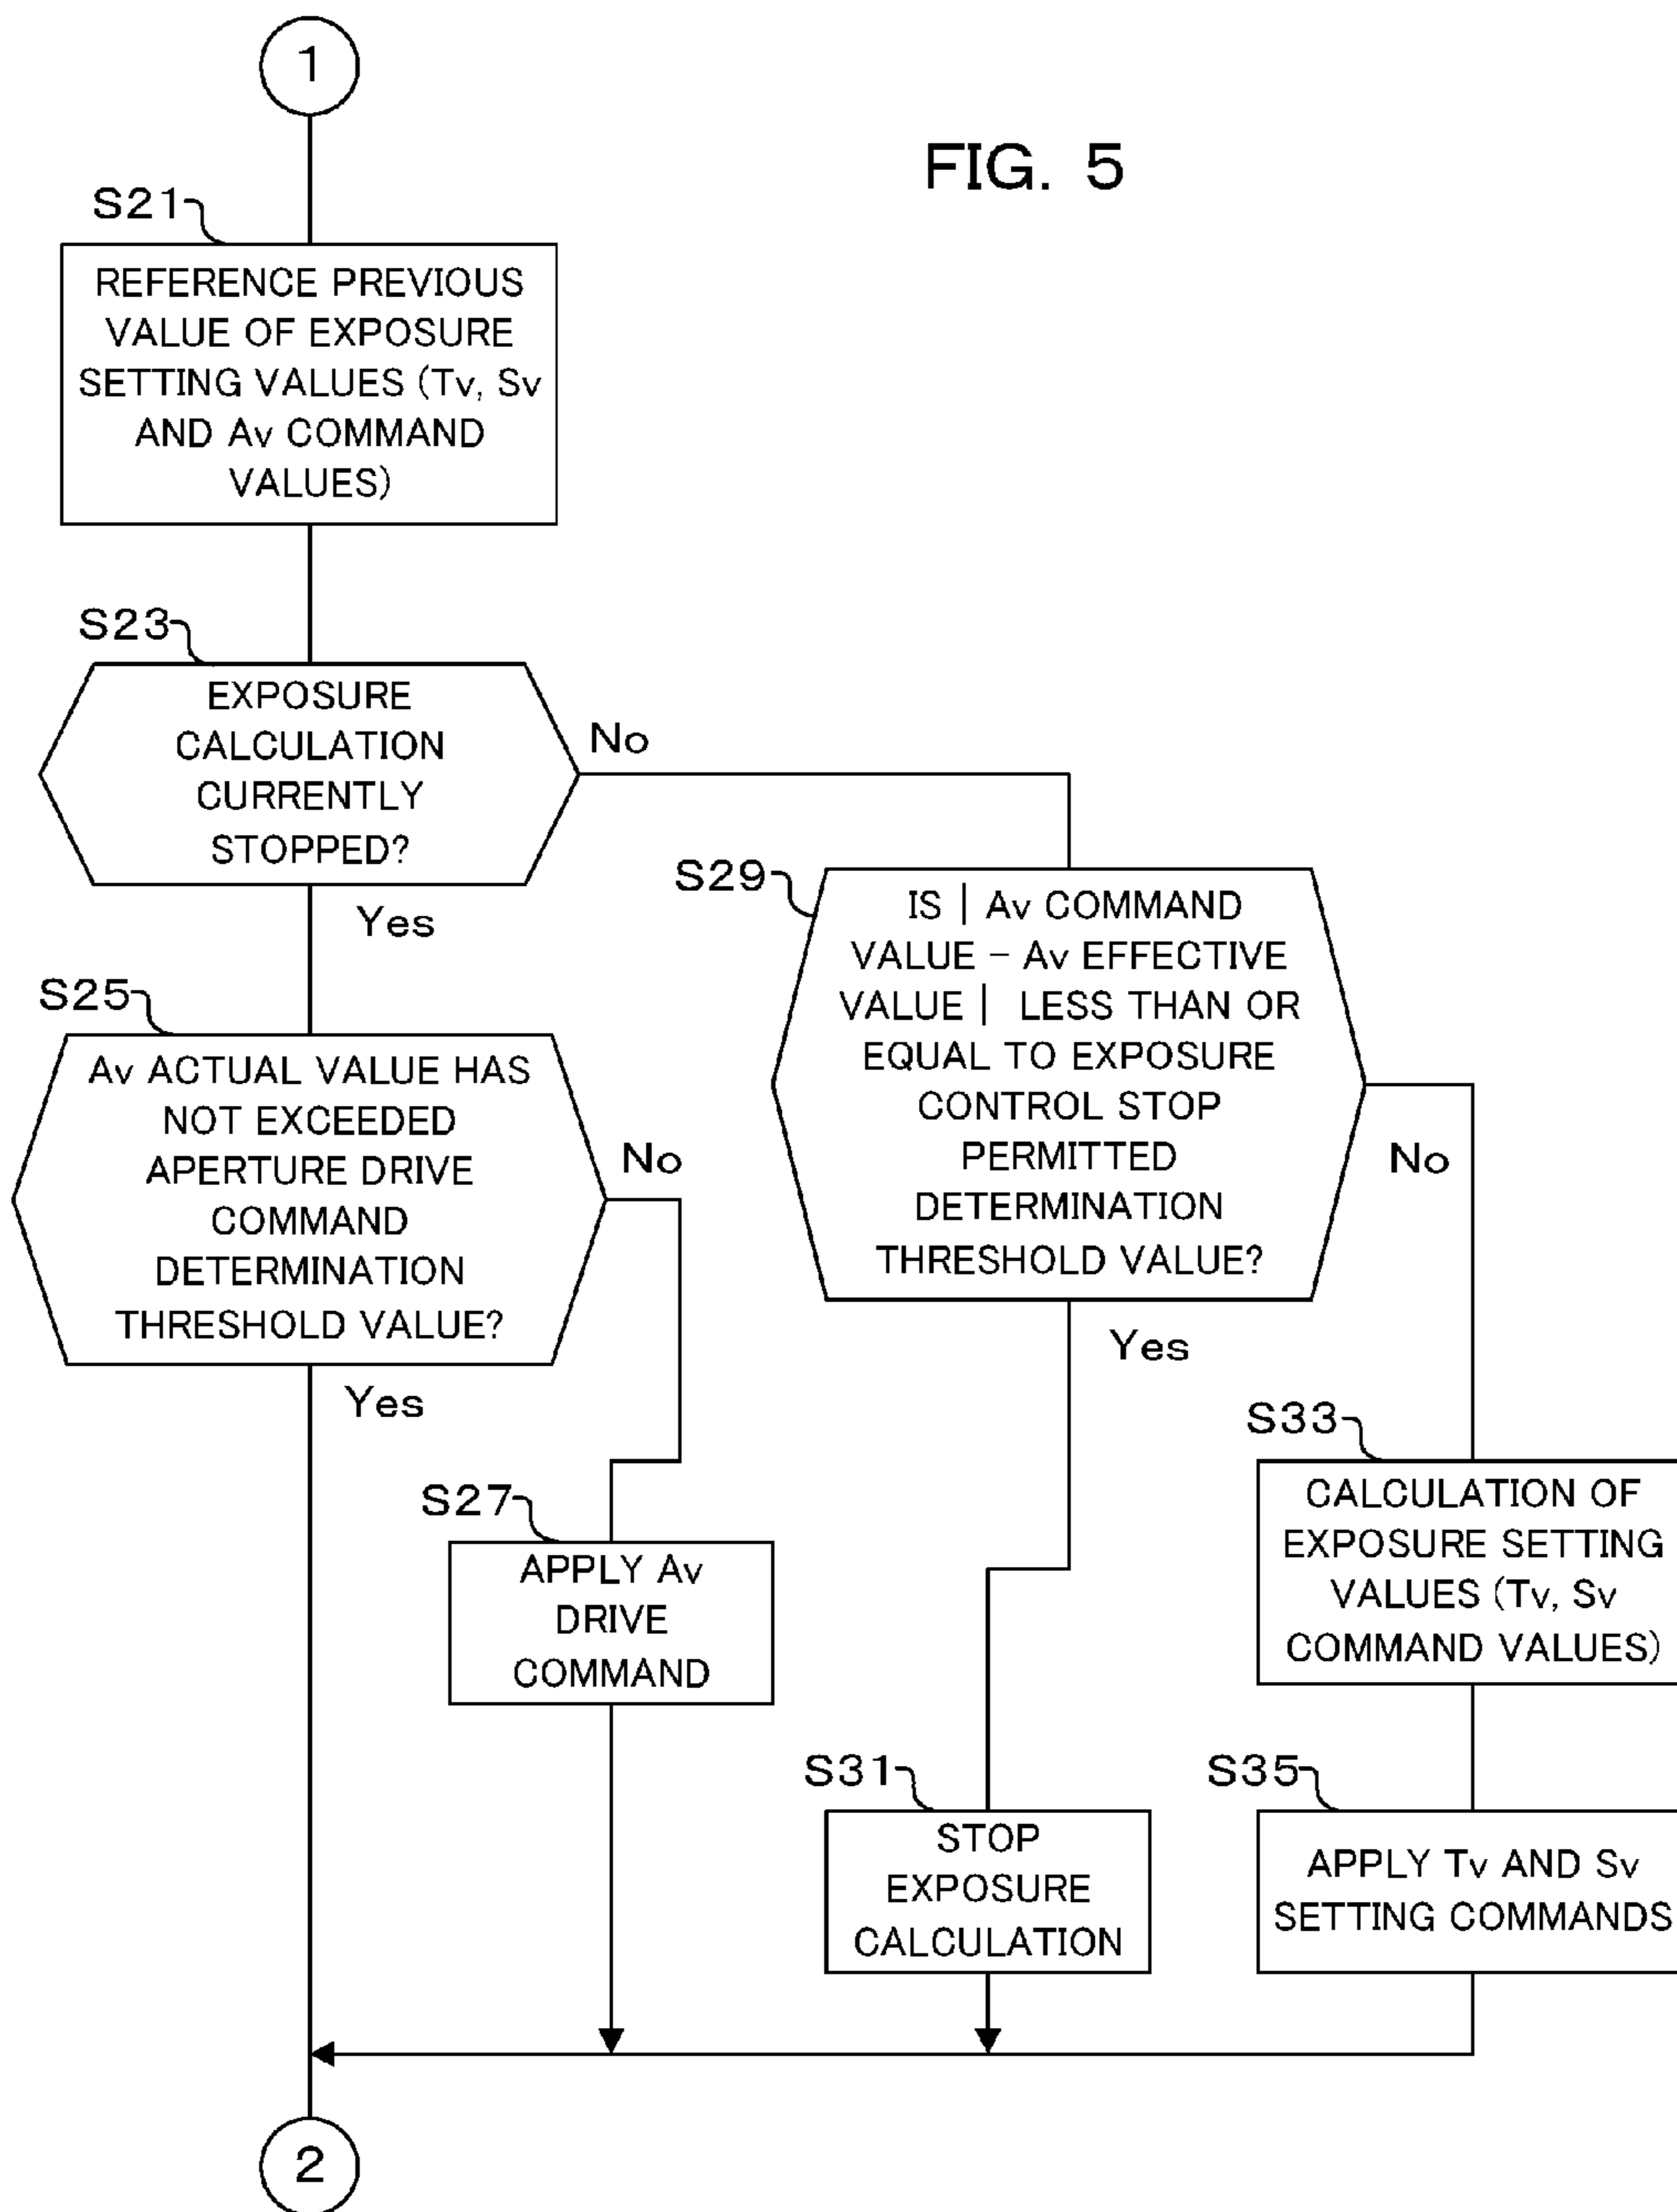 1
FIG. 5
S21
REFERENCE PREVIOUS
VALUE OF EXPOSURE
SETTING VALUES (Tv, Sv
AND Av COMMAND
VALUES)
S23
EXPOSURE
CALCULATION
CURRENTLY
STOPPED?
No
Yes
S25
Av ACTUAL VALUE HAS
NOT EXCEEDED
APERTURE DRIVE
COMMAND
DETERMINATION
THRESHOLD VALUE?
No
Yes
S27
APPLY Av
DRIVE
COMMAND
S29
IS | Av COMMAND
VALUE – Av EFFECTIVE
VALUE | LESS THAN OR
EQUAL TO EXPOSURE
CONTROL STOP
PERMITTED
DETERMINATION
THRESHOLD VALUE?
No
Yes
S31
STOP
EXPOSURE
CALCULATION
S33
CALCULATION OF
EXPOSURE SETTING
VALUES (Tv, Sv
COMMAND VALUES)
S35
APPLY Tv AND Sv
SETTING COMMANDS
2